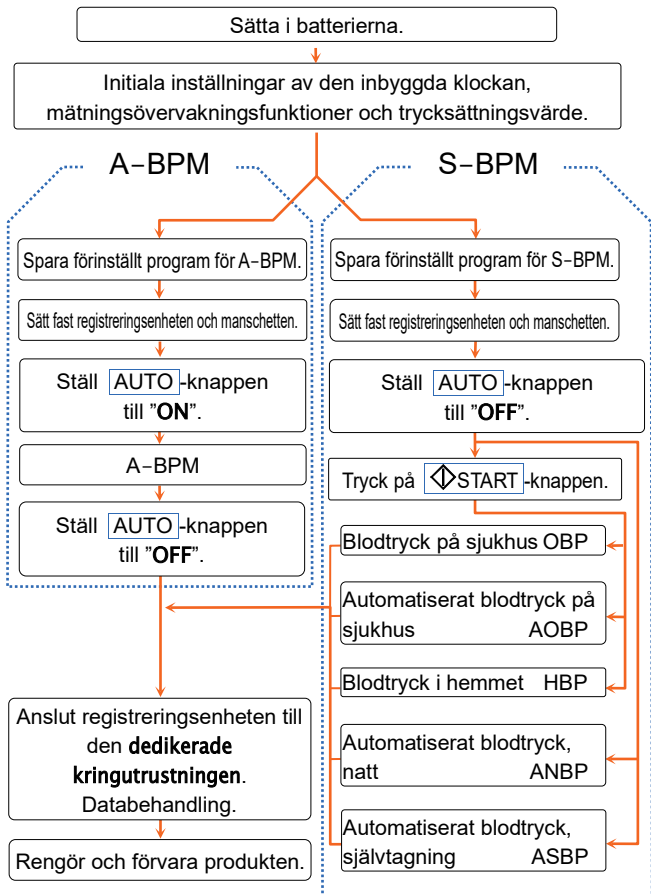 Sätta i batterierna.
Initiala inställningar av den inbyggda klockan,
mätningsövervakningsfunktioner och trycksättningsvärde.
A-BPM
Spara förinställt program för A-BPM.
Sätt fast registreringsenheten och manschetten.
Ställ AUTO -knappen
till ”ON”.
A-BPM
Ställ AUTO -knappen
till ”OFF”.
S-BPM
Spara förinställt program för S-BPM.
Sätt fast registreringsenheten och manschetten.
Ställ AUTO -knappen
till ”OFF”.
Tryck på START -knappen.
Blodtryck på sjukhus OBP
Automatiserat blodtryck på
sjukhus AOBP
Blodtryck i hemmet HBP
Automatiserat blodtryck,
natt ANBP
Automatiserat blodtryck,
självtagning ASBP
Anslut registreringsenheten till
den dedikerade
kringutrustningen.
Databehandling.
Rengör och förvara produkten.